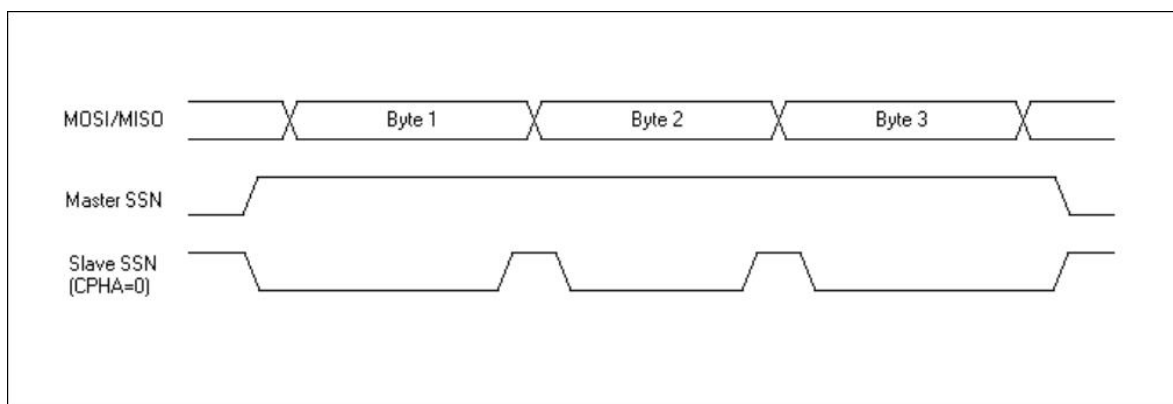 MOSI/MISO
Byte 1
Byte 2
Byte 3
Master SSN
Slave SSN
(CPHA=0)